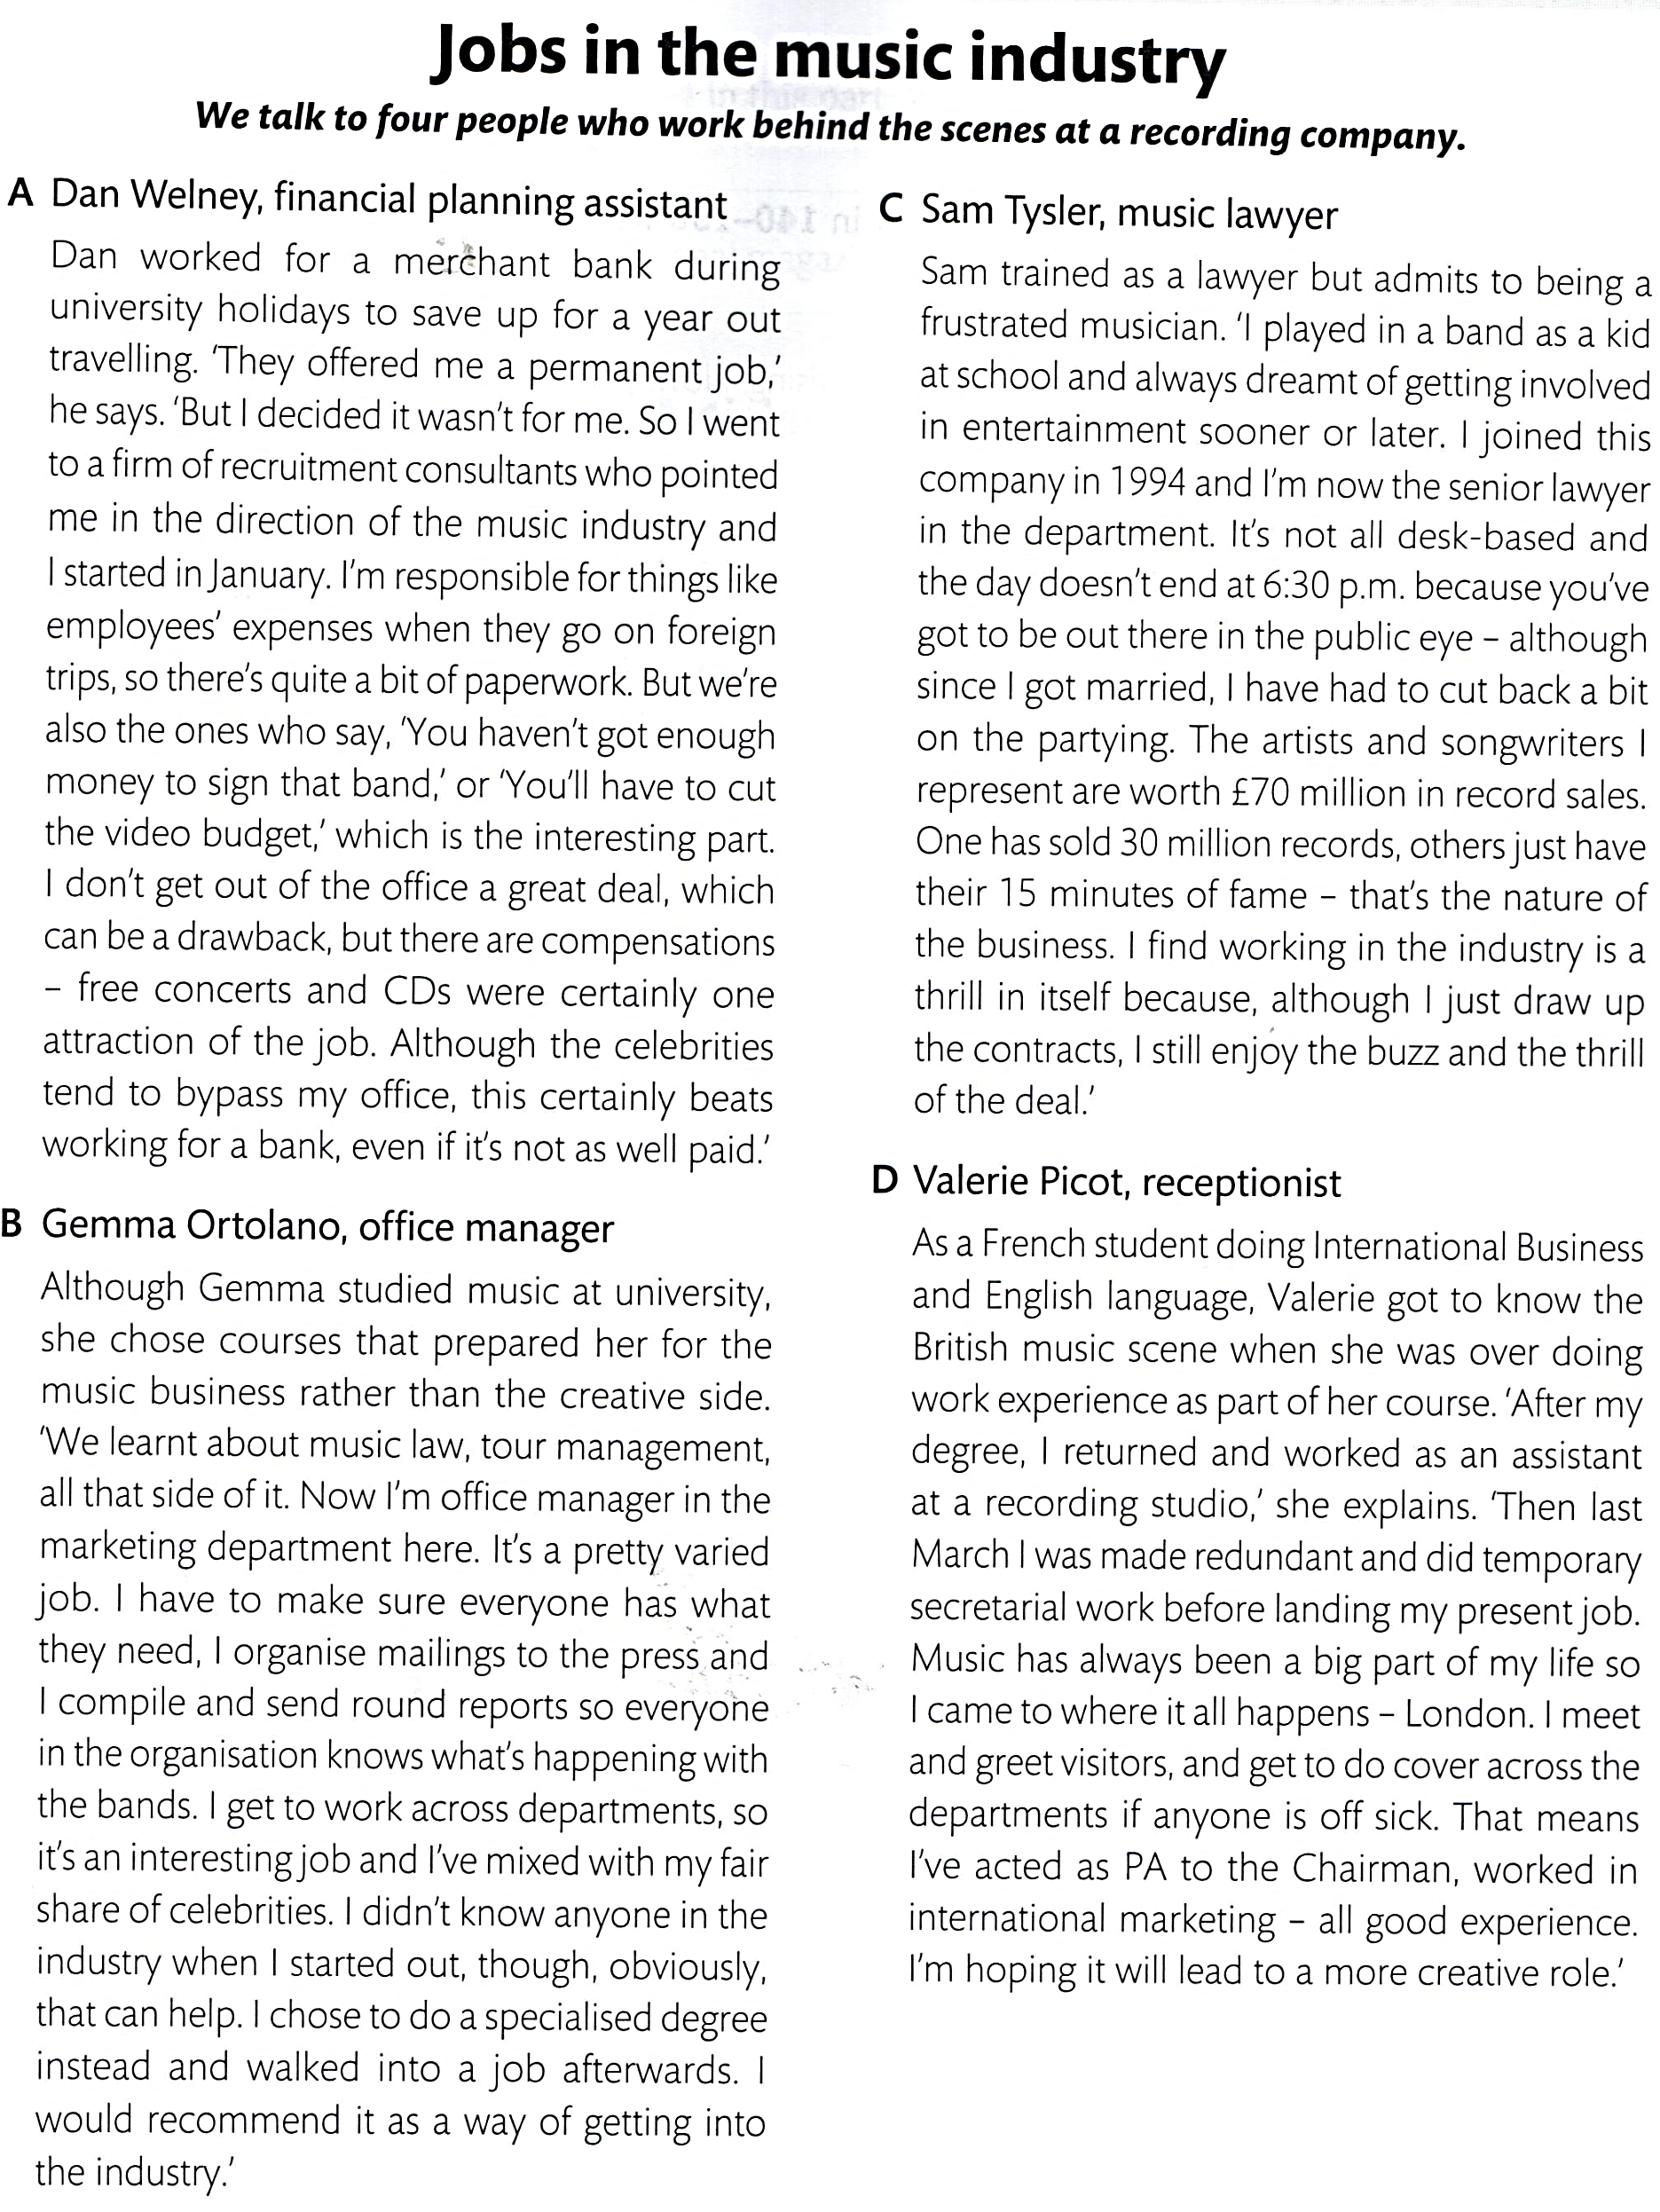 Jobs in the music industry
We talk to four people who work behind the scenes at a recording company.
A Dan Welney, financial planning assistant
Dan worked for a merchant bank during
university holidays to save up for a year out
travelling. 'They offered me a permanent job,'
he says. 'But I decided it wasn't for me. So I went
to a firm of recruitment consultants who pointed
me in the direction of the music industry and
I started in January. I'm responsible for things like
employees' expenses when they go on foreign
trips, so there's quite a bit of paperwork. But we're
also the ones who say, 'You haven't got enough
money to sign that band,' or 'You'll have to cut
the video budget,' which is the interesting part.
I don't get out of the office a great deal, which
can be a drawback, but there are compensations
– free concerts and CDs were certainly one
attraction of the job. Although the celebrities
tend to bypass my office, this certainly beats
working for a bank, even if it's not as well paid.'
B Gemma Ortolano, office manager
Although Gemma studied music at university,
she chose courses that prepared her for the
music business rather than the creative side.
'We learnt about music law, tour management,
all that side of it. Now I'm office manager in the
marketing department here. It's a pretty varied
job. I have to make sure everyone has what
they need, I organise mailings to the press and
I compile and send round reports so everyone
in the organisation knows what's happening with
the bands. I get to work across departments, so
it's an interesting job and I've mixed with my fair
share of celebrities. I didn't know anyone in the
industry when I started out, though, obviously,
that can help. I chose to do a specialised degree
instead and walked into a job afterwards. I
would recommend it as a way of getting into
the industry.'
C Sam Tysler, music lawyer
Sam trained as a lawyer but admits to being a
frustrated musician. 'I played in a band as a kid
at school and always dreamt of getting involved
in entertainment sooner or later. I joined this
company in 1994 and I'm now the senior lawyer
in the department. It's not all desk-based and
the day doesn't end at 6:30 p.m. because you've
got to be out there in the public eye – although
since I got married, I have had to cut back a bit
on the partying. The artists and songwriters I
represent are worth £70 million in record sales.
One has sold 30 million records, others just have
their 15 minutes of fame – that's the nature of
the business. I find working in the industry is a
thrill in itself because, although I just draw up
the contracts, I still enjoy the buzz and the thrill
of the deal.'
D Valerie Picot, receptionist
As a French student doing International Business
and English language, Valerie got to know the
British music scene when she was over doing
work experience as part of her course. 'After my
degree, I returned and worked as an assistant
at a recording studio,' she explains. 'Then last
March I was made redundant and did temporary
secretarial work before landing my present job.
Music has always been a big part of my life so
I came to where it all happens – London. I meet
and greet visitors, and get to do cover across the
departments if anyone is off sick. That means
I've acted as PA to the Chairman, worked in
international marketing – all good experience.
I'm hoping it will lead to a more creative role.'